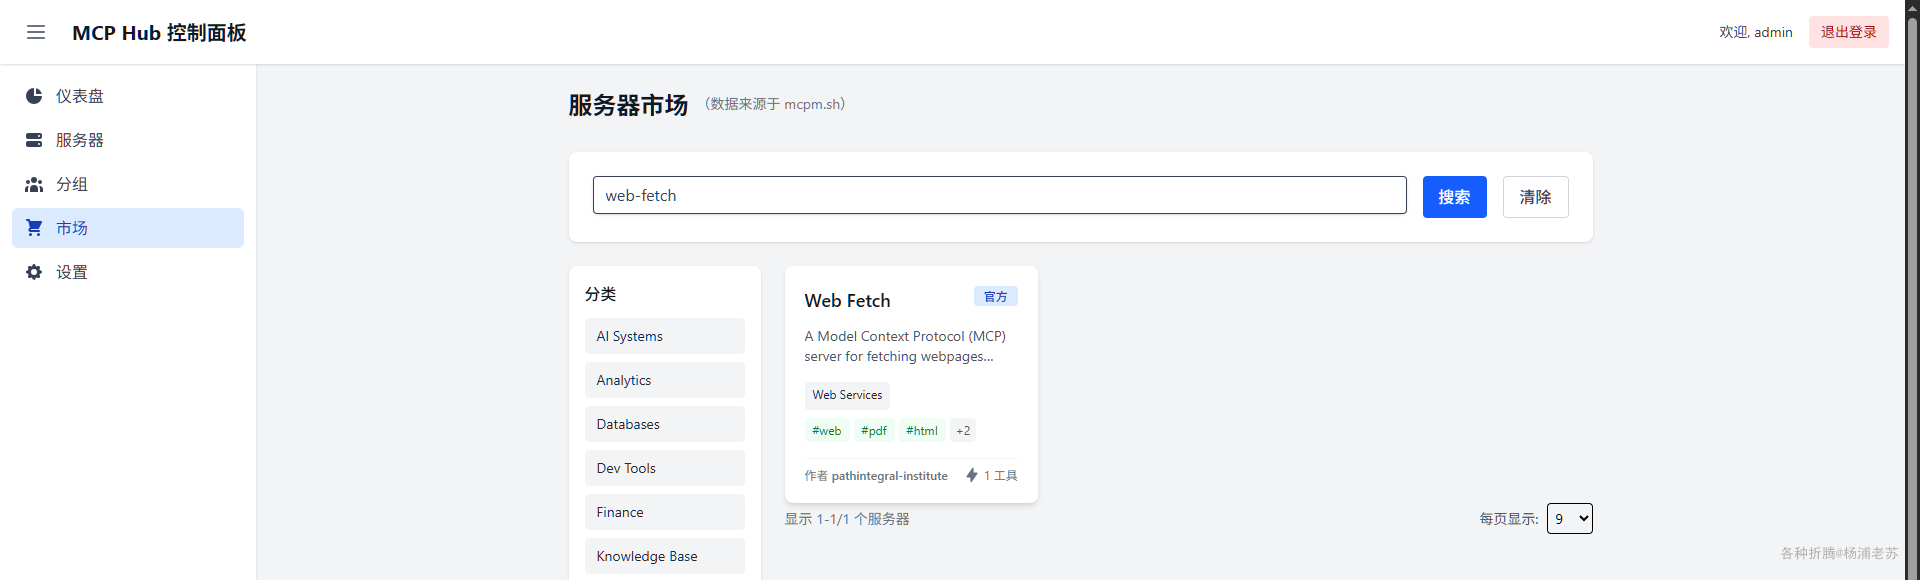 MCP Hub 控制面板
欢迎, admin
退出登录
仪表盘
服务器
分组
市场
设置
服务器市场 （数据来源于 mcpm.sh）
web-fetch
搜索
清除
分类
AI Systems
Analytics
Databases
Dev Tools
Finance
Knowledge Base
Web Fetch
官方
A Model Context Protocol (MCP)
server for fetching webpages...
Web Services
#web #pdf #html +2
作者 pathintegral-institute
1 工具
显示 1-1/1 个服务器
每页显示: 9
各种折腾@杨浦老苏